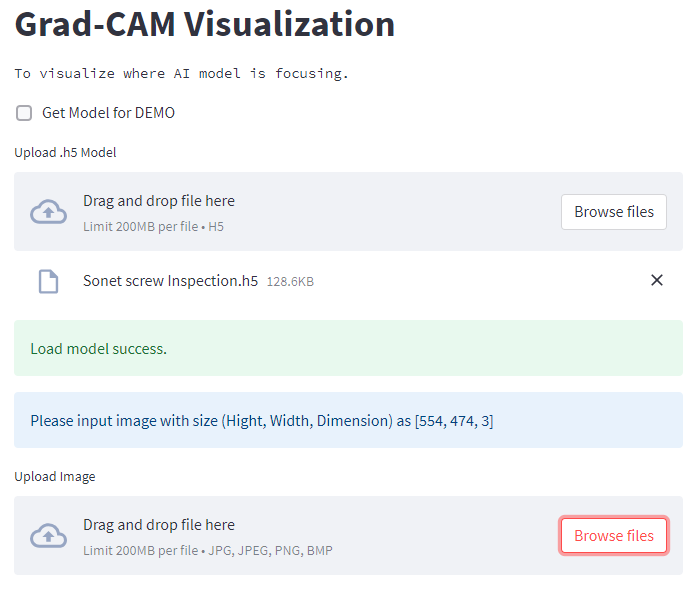 Grad-CAM Visualization
To visualize where AI model is focusing.
Get Model for DEMO
Upload .h5 Model
Drag and drop file here
Limit 200MB per file • H5
Browse files
Sonet screw Inspection.h5 128.6KB
Load model success.
Please input image with size (Hight, Width, Dimension) as [554, 474, 3]
Upload Image
Drag and drop file here
Limit 200MB per file • JPG, JPEG, PNG, BMP
Browse files